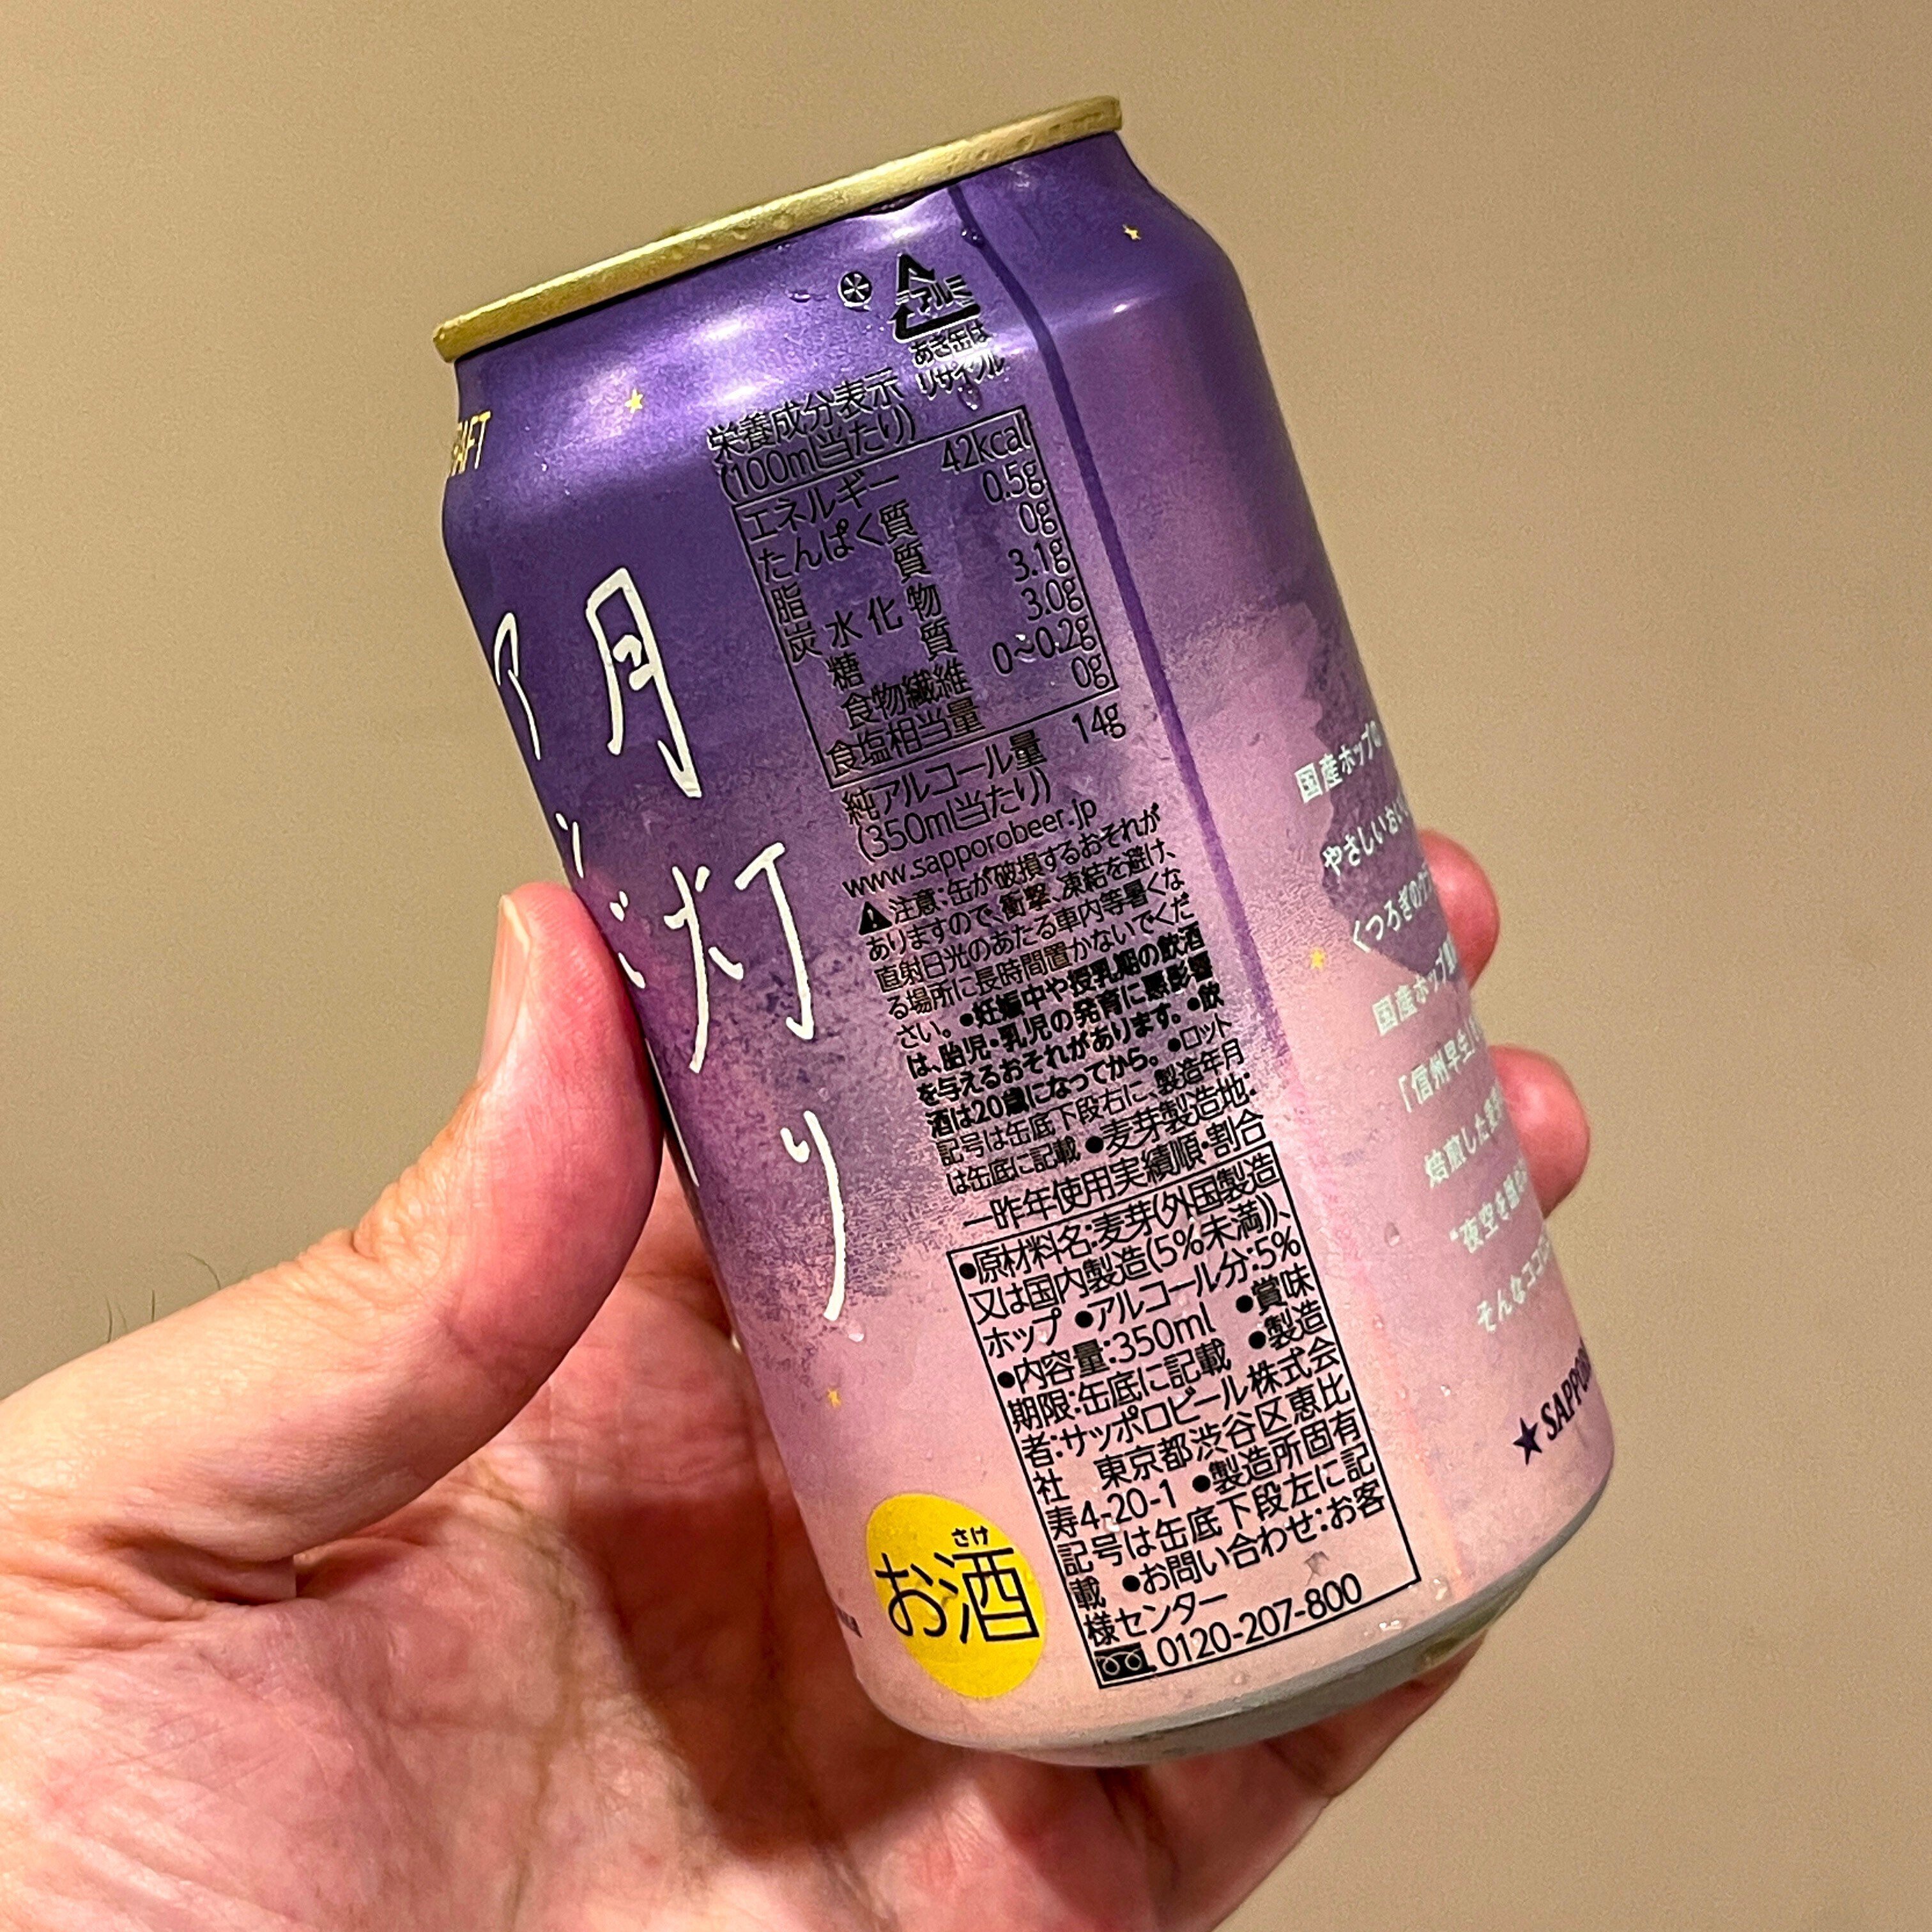 月灯り
アルミ
あき缶は
リサイクル
栄養成分表示
(100ml当たり)
エネルギー 42kcal
たんぱく質 0.5g
脂質 0g
炭水化物 3.1g
糖質 3.0g
食物繊維 0~0.2g
食塩相当量 0g
純アルコール量 14g
(350ml当たり)
www.sapporobeer.jp
注意:缶が破損するおそれが
ありますので、衝撃、凍結を避け、
直射日光のあたる車内等暑くな
る場所に長時間置かないでくだ
さい。●妊娠中や授乳期の飲酒
は、胎児・乳児の発育に悪影響
を与えるおそれがあります。●飲
酒は20歳になってから。●ロット
記号は缶底下段右に、製造年月
は缶底に記載●麦芽製造地:
一昨年使用実績順・割合
●原材料名:麦芽(外国製造
又は国内製造(5%未満))、
ホップ ●アルコール分:5%
●内容量:350ml ●賞味
期限:缶底に記載 ●製造
者:サッポロビール株式会
社 東京都渋谷区恵比
寿4-20-1 ●製造所固有
記号は缶底下段左に記
載 ●お問い合わせ:お客
様センター
0120-207-800
さけ
お酒
国産ホップの
やさしい
くつろぎの
国産ホップ
「信州早生」
焙煎した
"夜空を
そんなココロ
★SAPPO